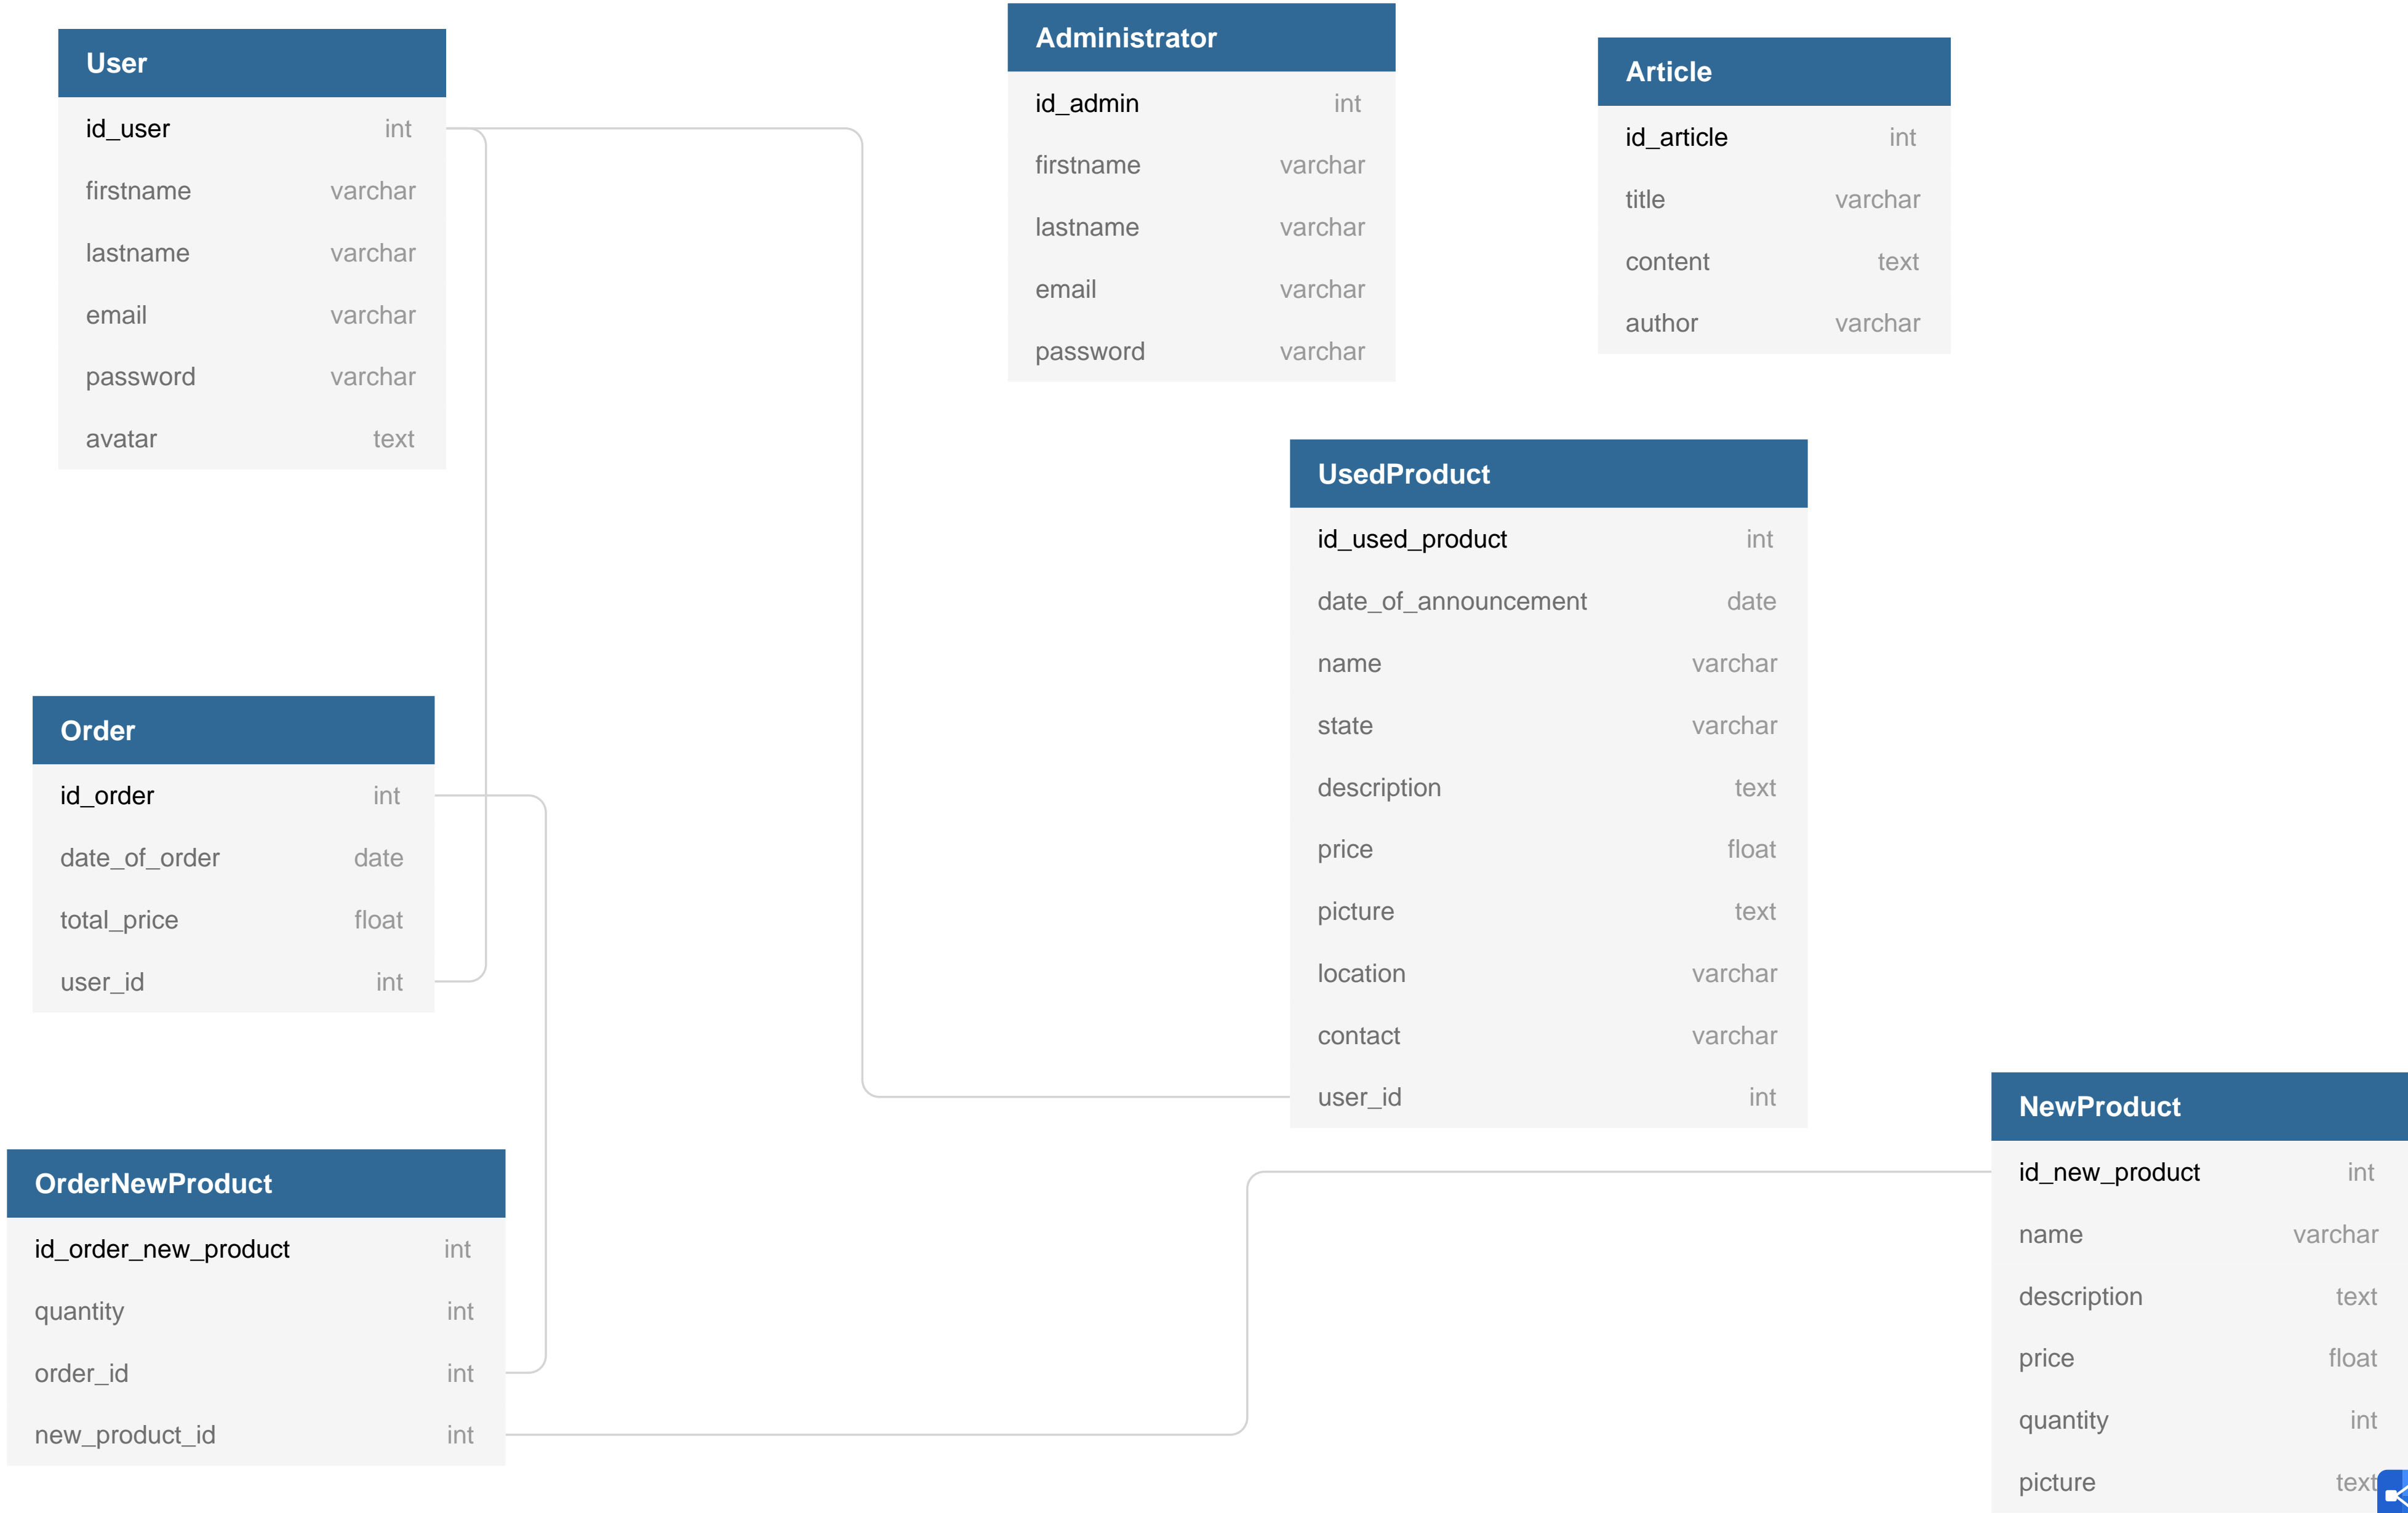 User
id_user int
firstname varchar
lastname varchar
email varchar
password varchar
avatar text
Administrator
id_admin int
firstname varchar
lastname varchar
email varchar
password varchar
Article
id_article int
title varchar
content text
author varchar
UsedProduct
id_used_product int
date_of_announcement date
name varchar
state varchar
description text
price float
picture text
location varchar
contact varchar
user_id int
Order
id_order int
date_of_order date
total_price float
user_id int
OrderNewProduct
id_order_new_product int
quantity int
order_id int
new_product_id int
NewProduct
id_new_product int
name varchar
description text
price float
quantity int
picture text